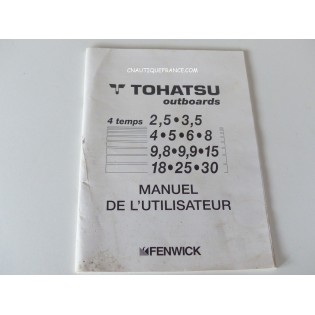 CNAUTIQUEFRANCE.COM
TOHATSU
outboards
4 temps 2,5•3,5
4•5•6•8
9,8•9,9•15
18•25•30
MANUEL
DE L'UTILISATEUR
FENWICK